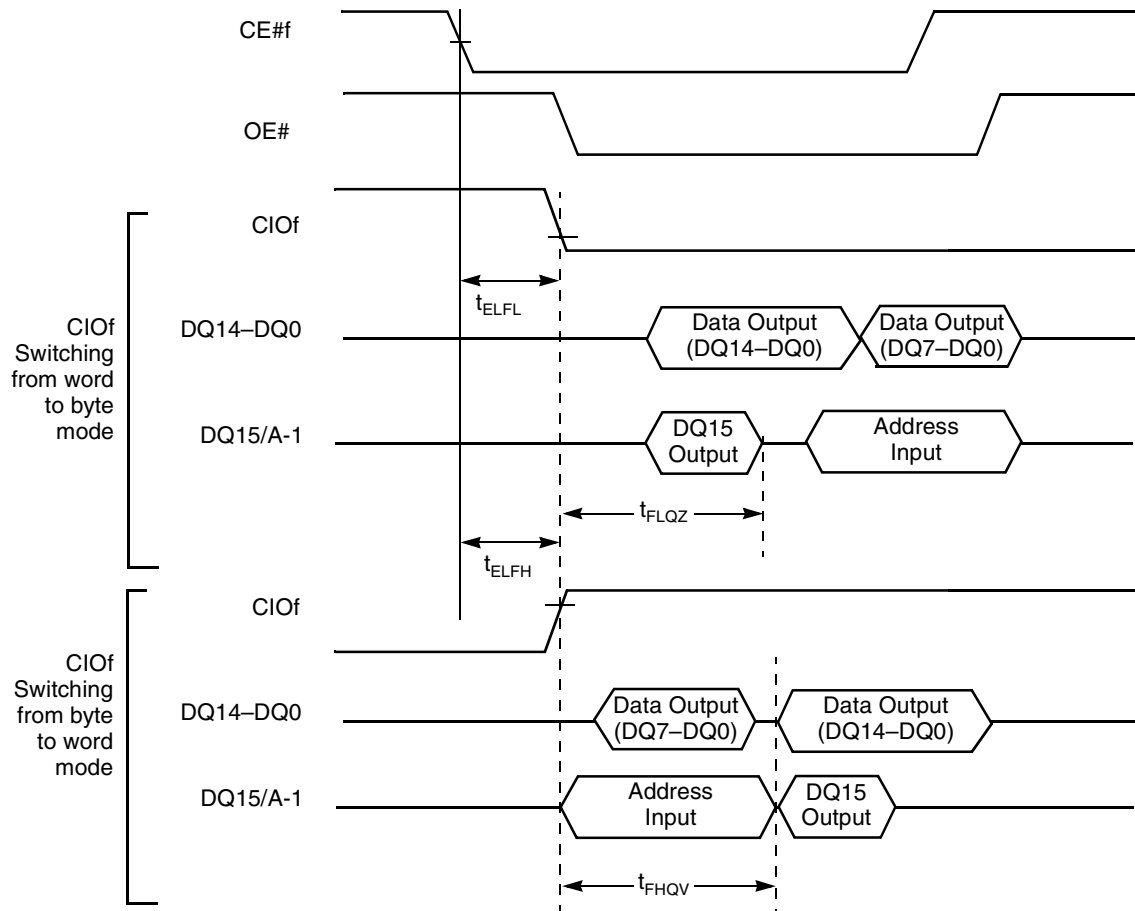 CE#f
OE#
CIOf
tELFL
CIOf
Switching
from word
to byte
mode
DQ14–DQ0
Data Output
(DQ14–DQ0)
Data Output
(DQ7–DQ0)
DQ15/A-1
DQ15
Output
Address
Input
tFLQZ
tELFH
CIOf
CIOf
Switching
from byte
to word
mode
DQ14–DQ0
Data Output
(DQ7–DQ0)
Data Output
(DQ14–DQ0)
DQ15/A-1
Address
Input
DQ15
Output
tFHQV